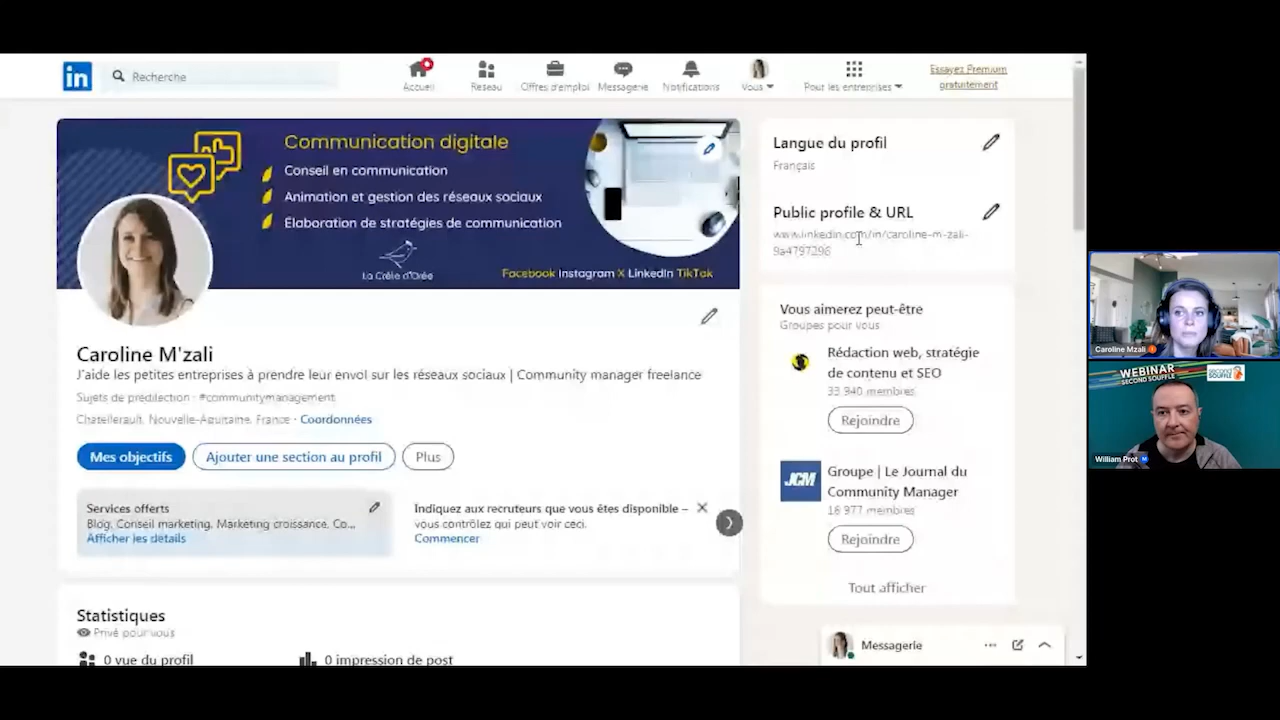 in
Recherche
Accueil
Réseau
Offres d'emploi
Messagerie
Notifications
Vous
Pour les entreprises
Essayez Premium
gratuitement
Communication digitale
Conseil en communication
Animation et gestion des réseaux sociaux
Élaboration de stratégies de communication
La Crèle d'Orée
Facebook Instagram X LinkedIn TikTok
Caroline M'zali
J'aide les petites entreprises à prendre leur envol sur les réseaux sociaux | Community manager freelance
Sujets de prédilection : #communitymanagement
Chatellerault, Nouvelle-Aquitaine, France · Coordonnées
Mes objectifs
Ajouter une section au profil
Plus
Services offerts
Blog, Conseil marketing, Marketing croissance, Co...
Afficher les détails
Indiquez aux recruteurs que vous êtes disponible –
vous contrôlez qui peut voir ceci.
Commencer
Statistiques
Privé pour vous
0 vue du profil
0 impression de post
Langue du profil
Français
Public profile & URL
www.linkedin.com/in/caroline-m-zali-
9a4797296
Vous aimerez peut-être
Groupes pour vous
Rédaction web, stratégie
de contenu et SEO
33 940 membres
Rejoindre
JCM
Groupe | Le Journal du
Community Manager
18 977 membres
Rejoindre
Tout afficher
Messagerie
Caroline Mzali
WEBINAR
SECOND SOUFFLE
SECOND
SOUFFLE
William Prot